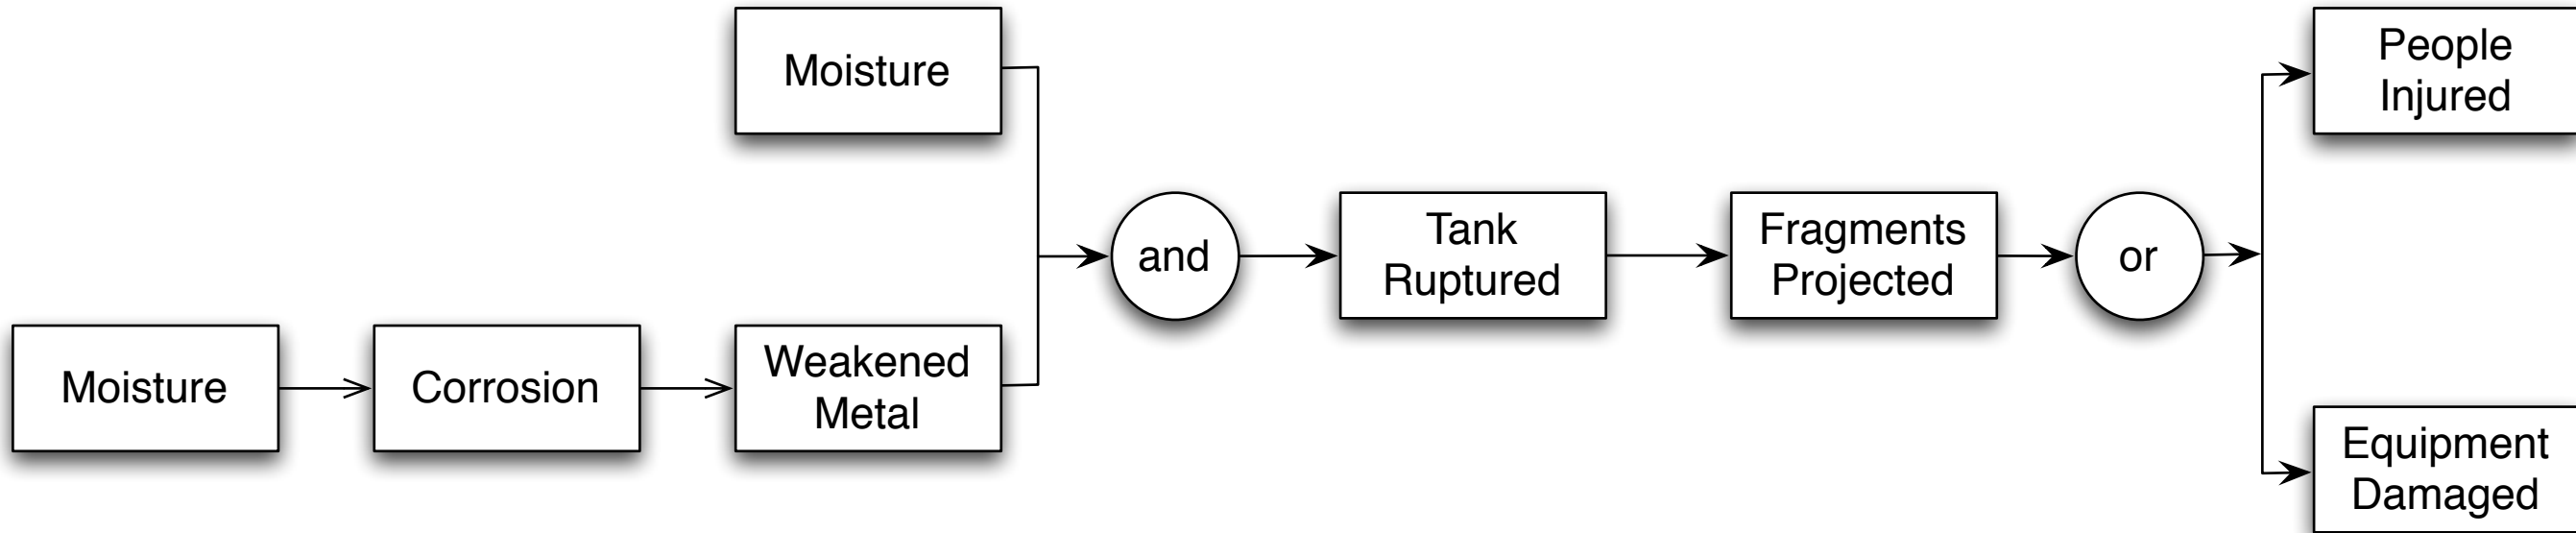 Moisture
People
Injured
and
Tank
Ruptured
Fragments
Projected
or
Moisture
Corrosion
Weakened
Metal
Equipment
Damaged